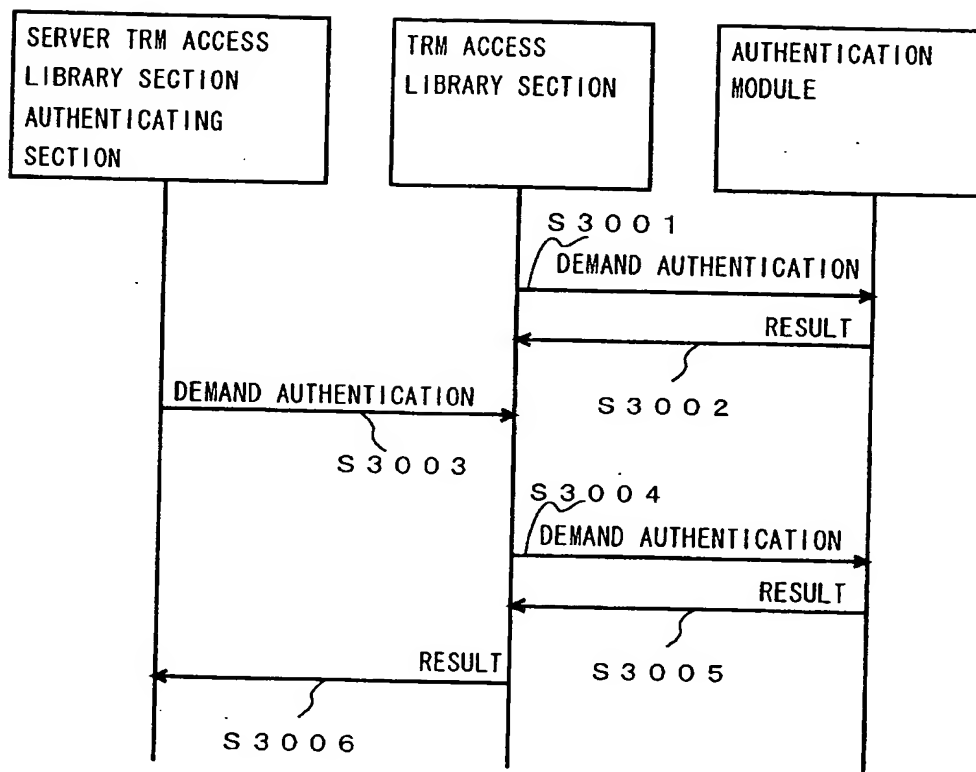 SERVER TRM ACCESS
LIBRARY SECTION
AUTHENTICATING
SECTION
TRM ACCESS
LIBRARY SECTION
AUTHENTICATION
MODULE
S3001
DEMAND AUTHENTICATION
RESULT
S3002
DEMAND AUTHENTICATION
S3003
S3004
DEMAND AUTHENTICATION
RESULT
S3005
RESULT
S3006